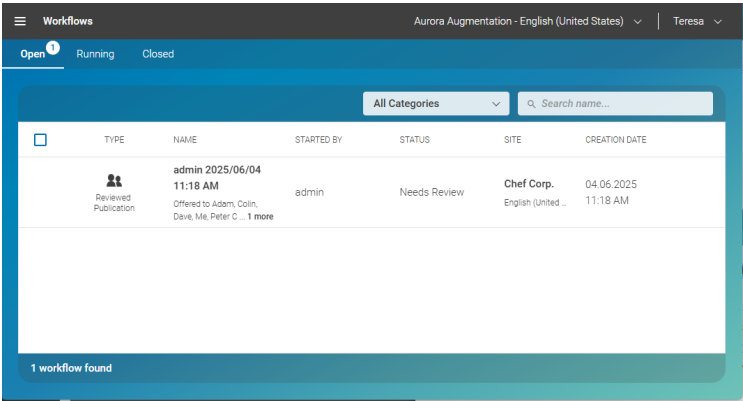 Workflows
Aurora Augmentation - English (United States)
Teresa
Open 1
Running
Closed
All Categories
Search name...
TYPE NAME STARTED BY STATUS SITE CREATION DATE
admin 2025/06/04
11:18 AM
Reviewed
Publication
Offered to Adam, Colin,
Dave, Me, Peter C ... 1 more
admin
Needs Review
Chef Corp.
English (United ...
04.06.2025
11:18 AM
1 workflow found